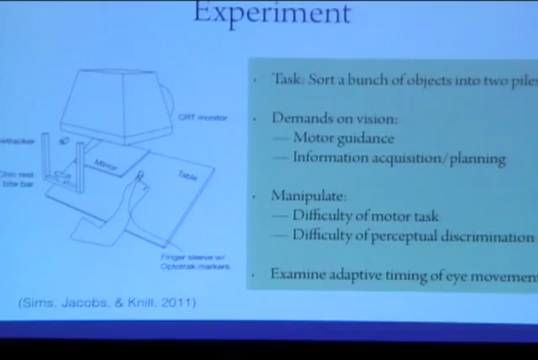 Experiment
CRT monitor
Mirror
Table
bite bar
Finger sleeve w/
Optotrak markers
(Sims, Jacobs, & Knill, 2011)
· Task: Sort a bunch of objects into two piles
· Demands on vision:
— Motor guidance
— Information acquisition/planning
· Manipulate:
— Difficulty of motor task
— Difficulty of perceptual discrimination
· Examine adaptive timing of eye movement